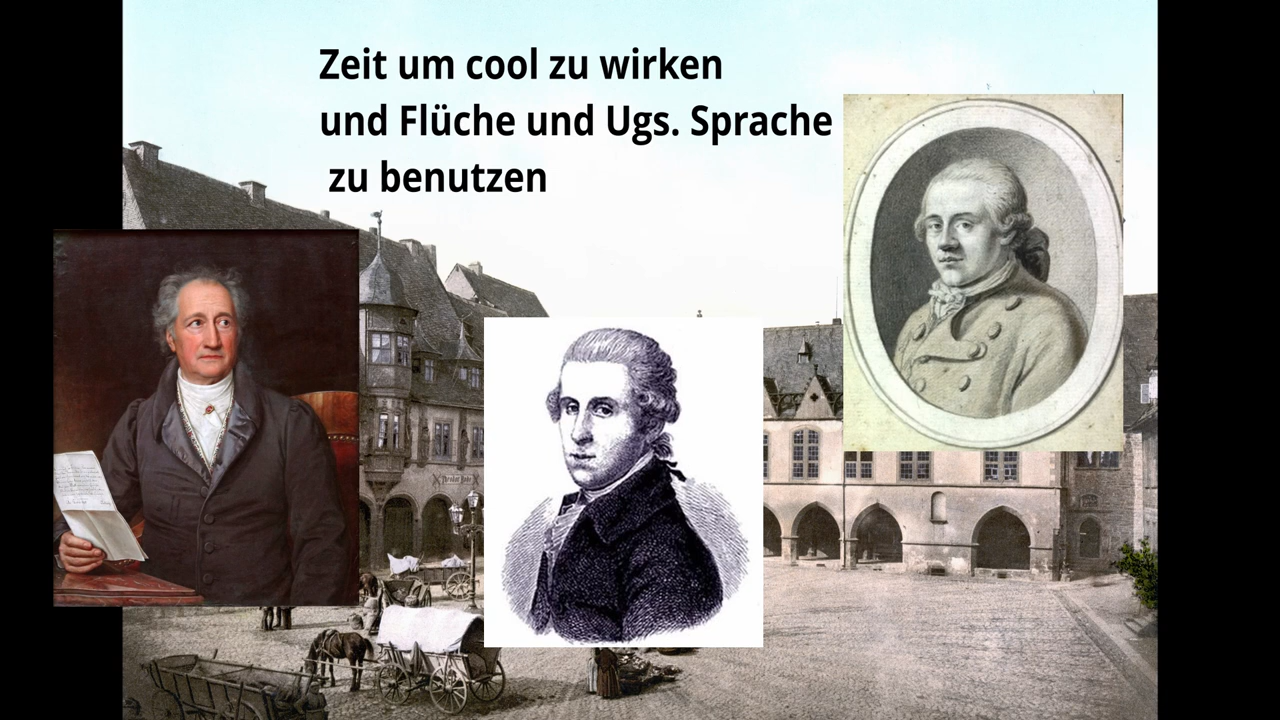 Zeit um cool zu wirken
und Flüche und Ugs. Sprache
zu benutzen